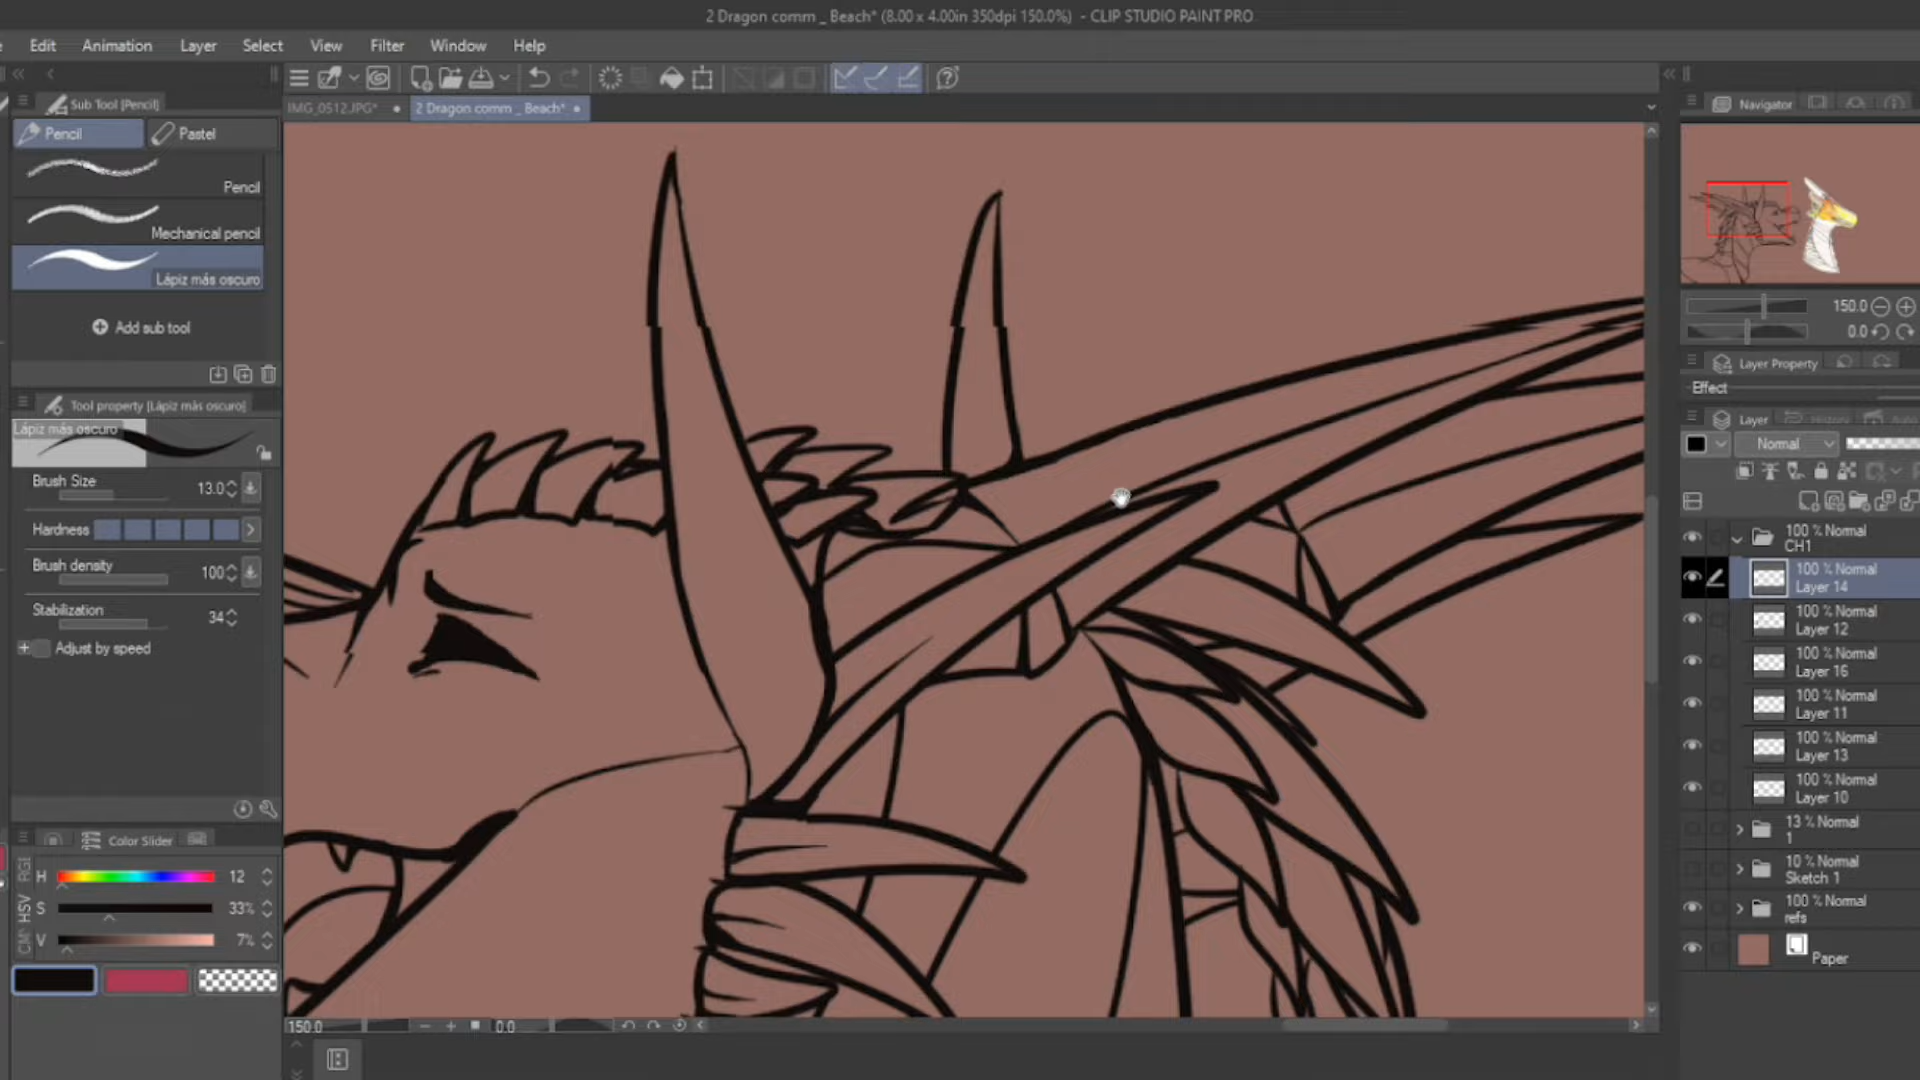 2 Dragon comm _ Beach* (8.00 x 4.00in 350dpi 150.0%) - CLIP STUDIO PAINT PRO
Edit Animation Layer Select View Filter Window Help
Sub Tool [Pencil]
IMG_0512.JPG*
2 Dragon comm _ Beach*
Navigator
Pencil
Pastel
Pencil
Mechanical pencil
Lápiz más oscuro
Add sub tool
150.0
0.0
Layer Property
Effect
Tool property [Lápiz más oscuro]
Lápiz más oscuro
Brush Size
13.0
Hardness
Brush density
100
Stabilization
34
Adjust by speed
Layer
History
Auto
Normal
100 % Normal
CH1
100 % Normal
Layer 14
100 % Normal
Layer 12
100 % Normal
Layer 16
100 % Normal
Layer 11
100 % Normal
Layer 13
100 % Normal
Layer 10
13 % Normal
1
10 % Normal
Sketch 1
100 % Normal
refs
Paper
Color Slider
RGI
HSV
CM
H
12
S
33%
V
7%
150.0
0.0